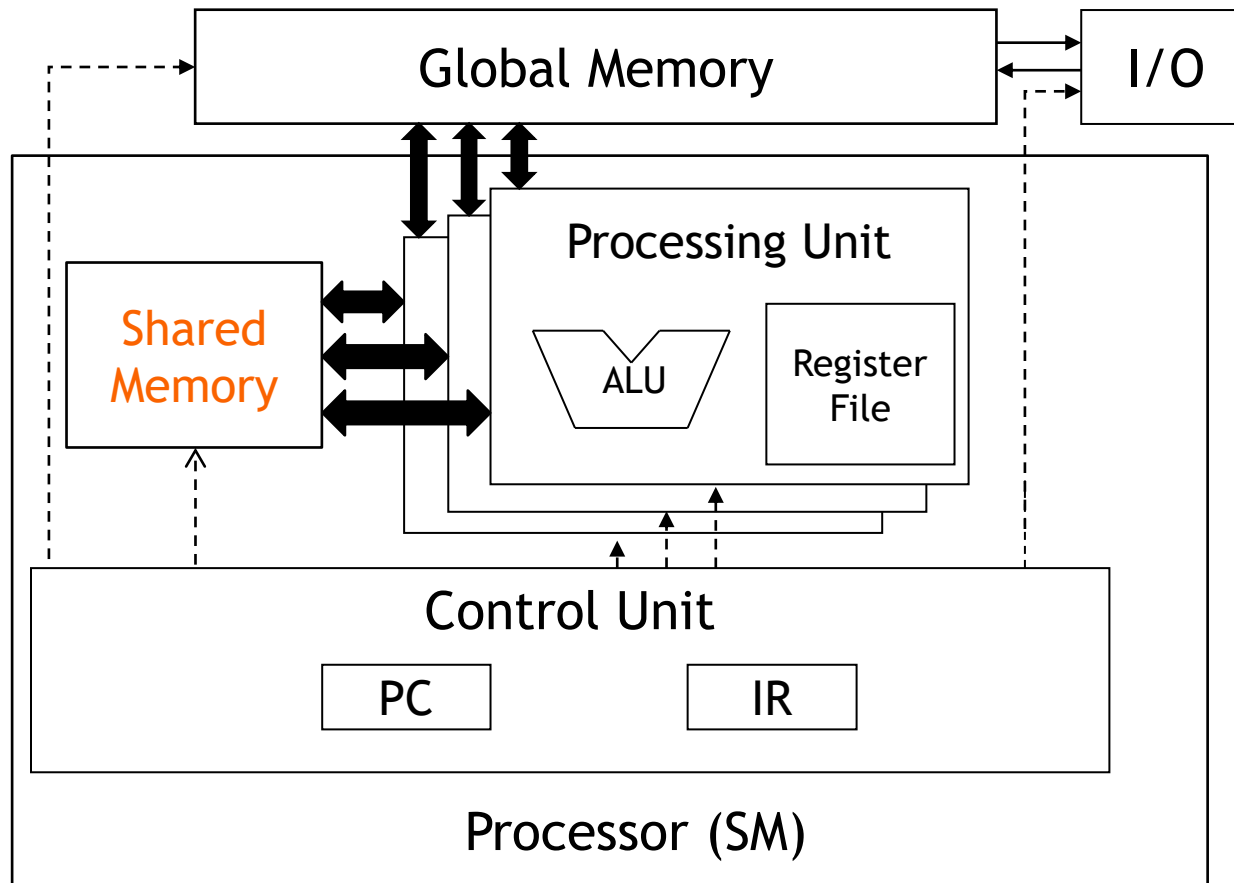 Global Memory
I/O
Processing Unit
Shared
Memory
ALU
Register
File
Control Unit
PC
IR
Processor (SM)